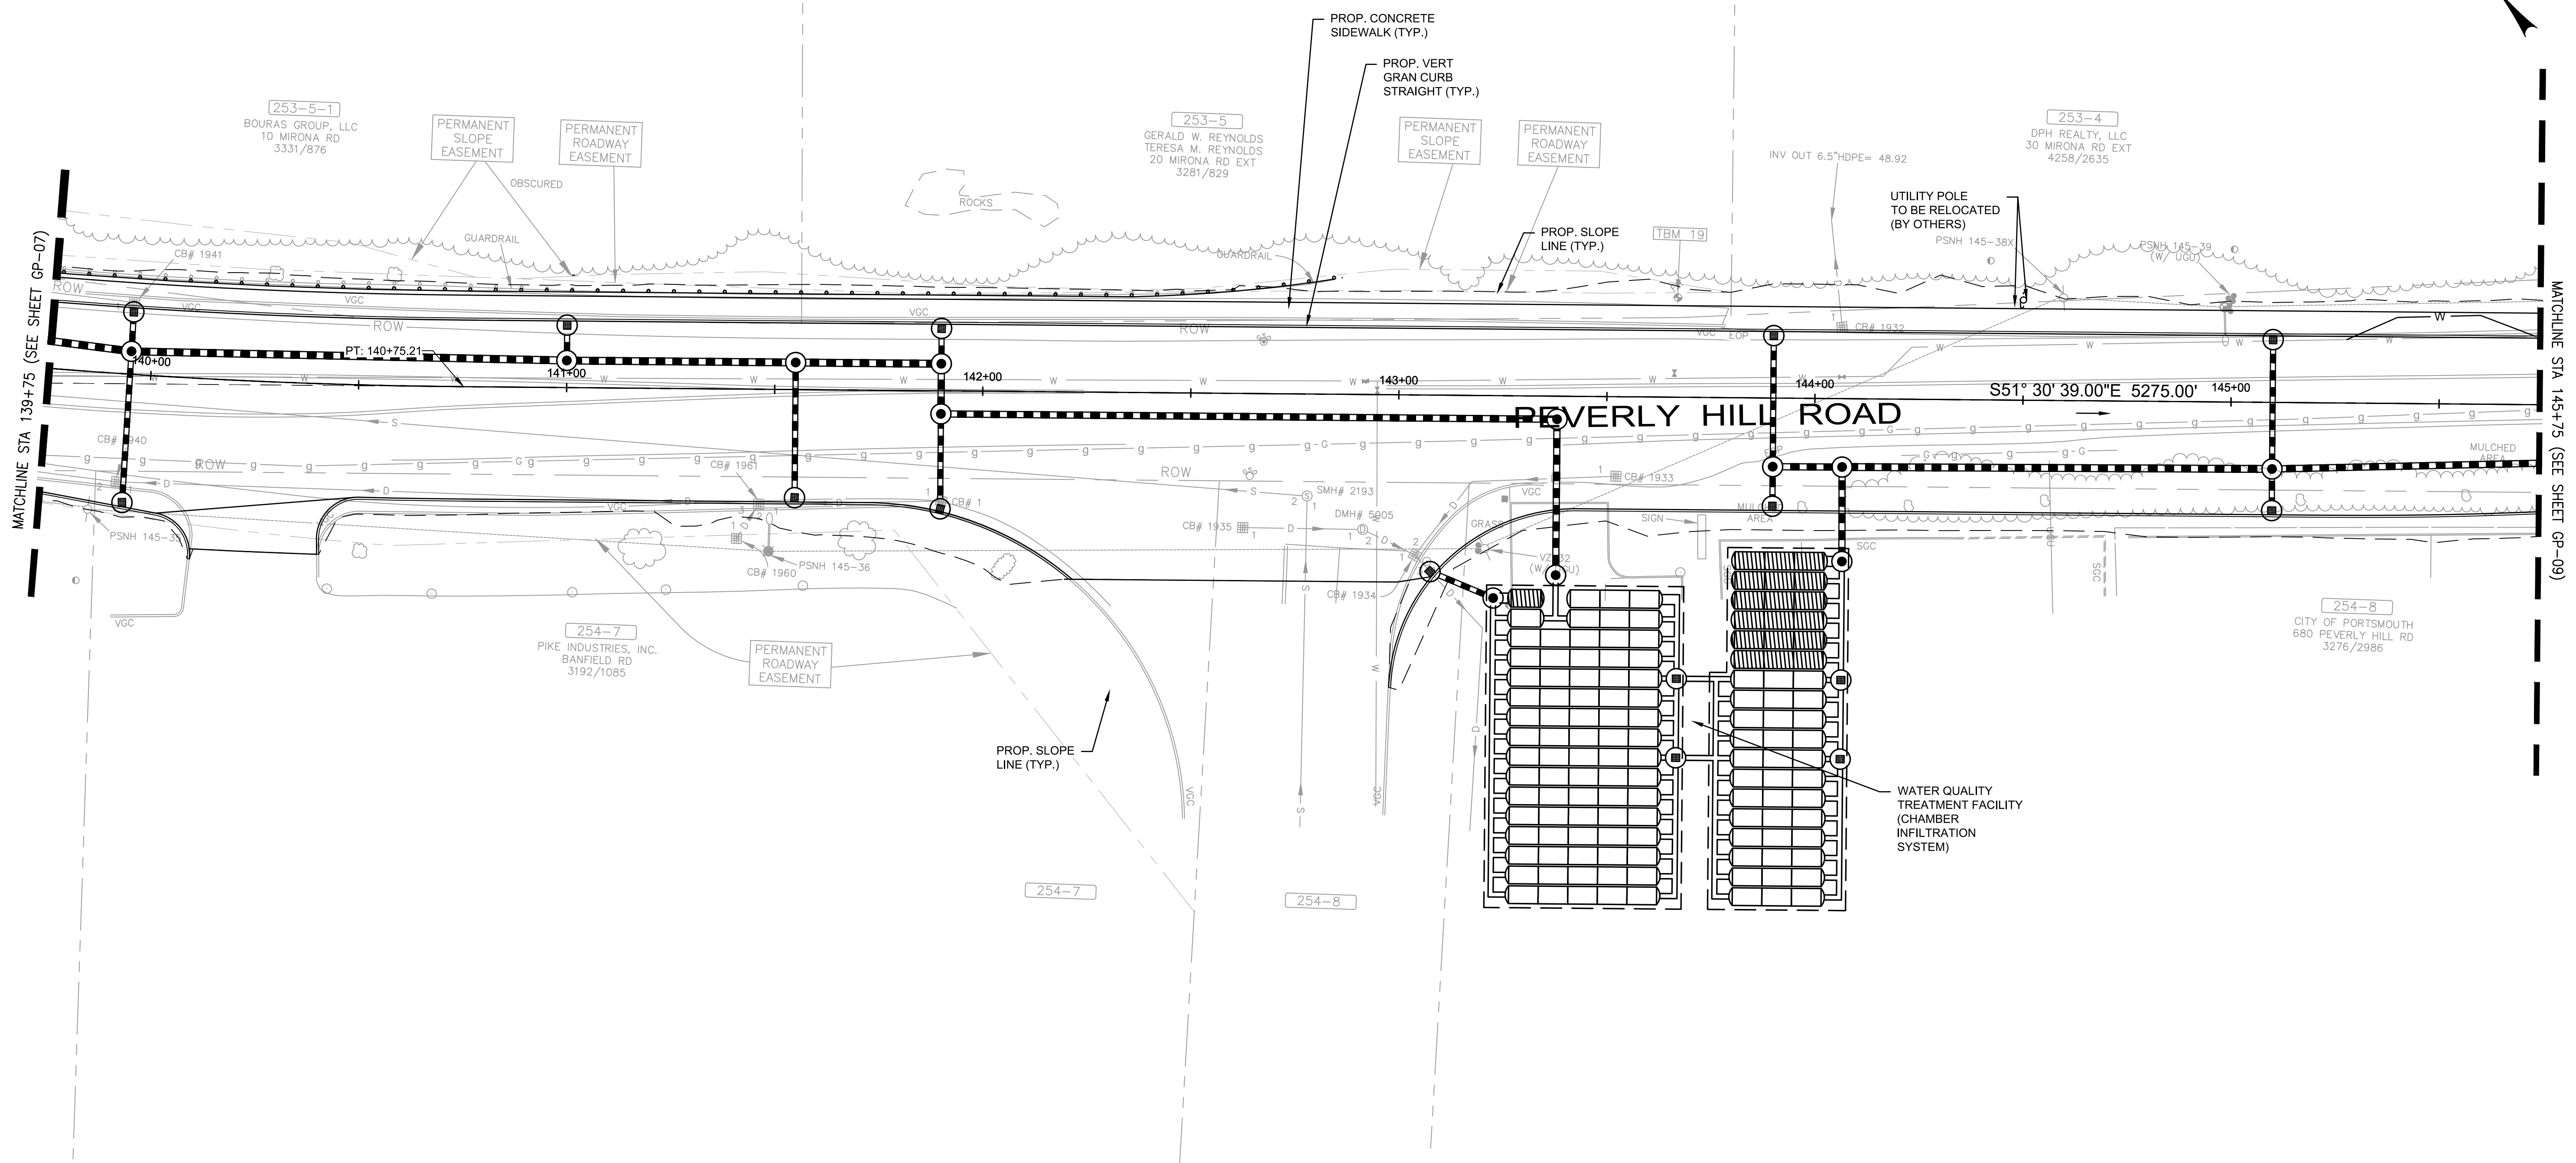 PROP. CONCRETE
SIDEWALK (TYP.)
PROP. VERT
GRAN CURB
STRAIGHT (TYP.)
253-5-1
BOURAS GROUP, LLC
10 MIRONA RD
3331/876
PERMANENT
SLOPE
EASEMENT
PERMANENT
ROADWAY
EASEMENT
253-5
GERALD W. REYNOLDS
TERESA M. REYNOLDS
20 MIRONA RD EXT
3281/829
PERMANENT
SLOPE
EASEMENT
PERMANENT
ROADWAY
EASEMENT
253-4
DPH REALTY, LLC
30 MIRONA RD EXT
4258/2635
INV OUT 6.5"HDPE= 48.92
OBSCURED
ROCKS
UTILITY POLE
TO BE RELOCATED
(BY OTHERS)
PROP. SLOPE
LINE (TYP.)
TBM 19
GUARDRAIL
GUARDRAIL
PSNH 145-38X
PSNH 145-39
(W/ UGU)
CB# 1941
ROW
VGC
VGC
VGC
ROW
ROW
VGC
EOP
CB# 1932
W
MATCHLINE STA 139+75 (SEE SHEET GP-07)
MATCHLINE STA 145+75 (SEE SHEET GP-09)
PT: 140+75.21
140+00
141+00
142+00
143+00
144+00
145+00
S51° 30' 39.00"E 5275.00'
PEVERLY HILL ROAD
CB# 1940
ROW
CB# 1961
ROW
CB# 1
VGC
SMH# 2193
VGC
CB# 1933
MULCHED
AREA
CB# 1935
DMH# 5005
GRASS
SIGN
AREA
SGC
UGU
SGC
PSNH 145-36
CB# 1960
CB# 1934
VGC
254-7
PIKE INDUSTRIES, INC.
BANFIELD RD
3192/1085
PERMANENT
ROADWAY
EASEMENT
254-8
CITY OF PORTSMOUTH
680 PEVERLY HILL RD
3276/2986
PROP. SLOPE
LINE (TYP.)
VGC
VGC
WATER QUALITY
TREATMENT FACILITY
(CHAMBER
INFILTRATION
SYSTEM)
254-7
254-8